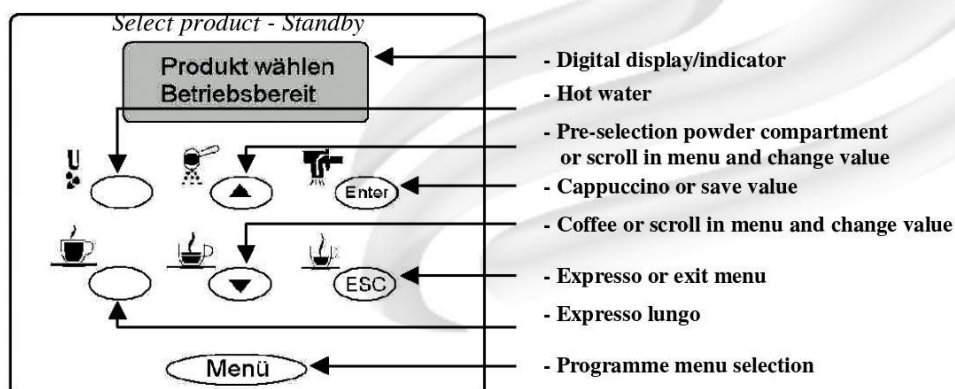 Select product - Standby
Produkt wählen
Betriebsbereit
- Digital display/indicator
- Hot water
- Pre-selection powder compartment
or scroll in menu and change value
Enter
- Cappuccino or save value
- Coffee or scroll in menu and change value
ESC
- Expresso or exit menu
- Expresso lungo
Menü
- Programme menu selection